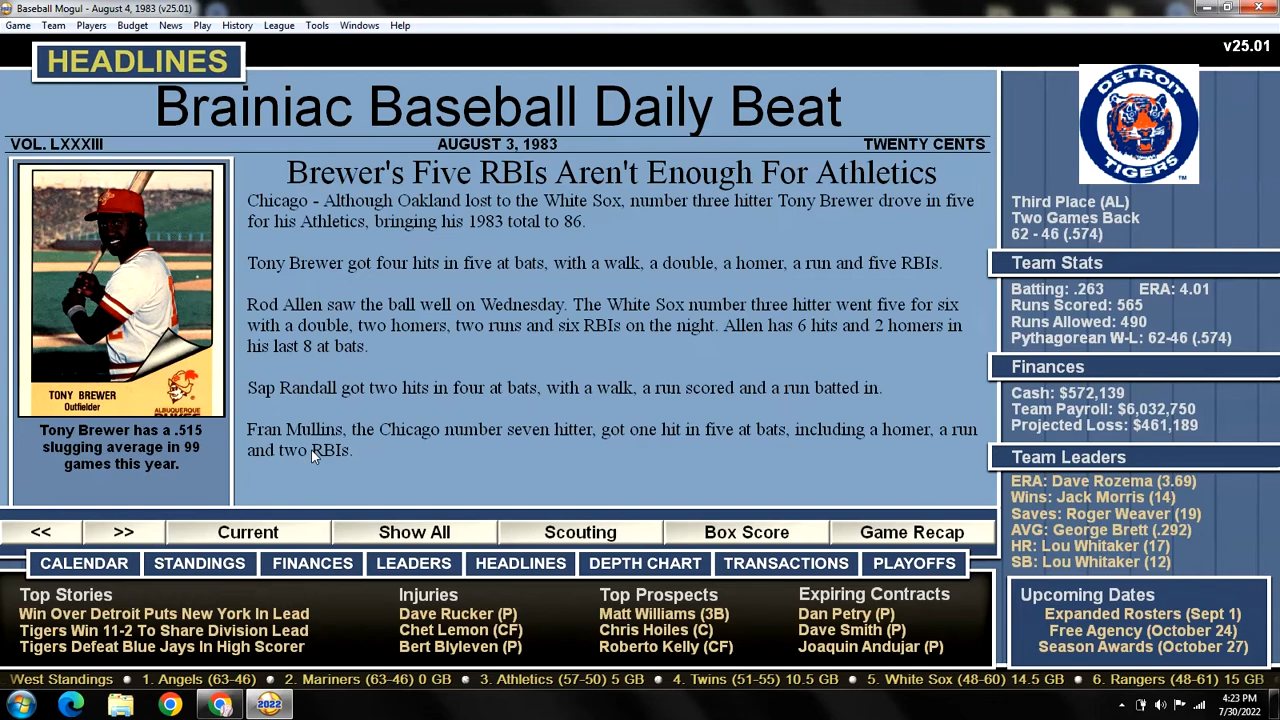 Baseball Mogul - August 4, 1983 (v25.01)
Game Team Players Budget News Play History League Tools Windows Help
HEADLINES
v25.01
Brainiac Baseball Daily Beat
VOL. LXXXIII AUGUST 3, 1983 TWENTY CENTS
Brewer's Five RBIs Aren't Enough For Athletics
Chicago - Although Oakland lost to the White Sox, number three hitter Tony Brewer drove in five
for his Athletics, bringing his 1983 total to 86.
Tony Brewer got four hits in five at bats, with a walk, a double, a homer, a run and five RBIs.
Rod Allen saw the ball well on Wednesday. The White Sox number three hitter went five for six
with a double, two homers, two runs and six RBIs on the night. Allen has 6 hits and 2 homers in
his last 8 at bats.
Sap Randall got two hits in four at bats, with a walk, a run scored and a run batted in.
Fran Mullins, the Chicago number seven hitter, got one hit in five at bats, including a homer, a run
and two RBIs.
TONY BREWER
Outfielder
ALBUQUERQUE
Tony Brewer has a .515
slugging average in 99
games this year.
DETROIT
TIGERS
TM
Third Place (AL)
Two Games Back
62 - 46 (.574)
Team Stats
Batting: .263 ERA: 4.01
Runs Scored: 565
Runs Allowed: 490
Pythagorean W-L: 62-46 (.574)
Finances
Cash: $572,139
Team Payroll: $6,032,750
Projected Loss: $461,189
Team Leaders
ERA: Dave Rozema (3.69)
Wins: Jack Morris (14)
Saves: Roger Weaver (19)
AVG: George Brett (.292)
HR: Lou Whitaker (17)
SB: Lou Whitaker (12)
<< >> Current Show All Scouting Box Score Game Recap
CALENDAR STANDINGS FINANCES LEADERS HEADLINES DEPTH CHART TRANSACTIONS PLAYOFFS
Top Stories
Win Over Detroit Puts New York In Lead
Tigers Win 11-2 To Share Division Lead
Tigers Defeat Blue Jays In High Scorer
Injuries
Dave Rucker (P)
Chet Lemon (CF)
Bert Blyleven (P)
Top Prospects
Matt Williams (3B)
Chris Hoiles (C)
Roberto Kelly (CF)
Expiring Contracts
Dan Petry (P)
Dave Smith (P)
Joaquin Andujar (P)
Upcoming Dates
Expanded Rosters (Sept 1)
Free Agency (October 24)
Season Awards (October 27)
West Standings o 1. Angels (63-46) o 2. Mariners (63-46) 0 GB o 3. Athletics (57-50) 5 GB o 4. Twins (51-55) 10.5 GB o 5. White Sox (48-60) 14.5 GB o 6. Rangers (48-61) 15 GB
2022
4:23 PM
7/30/2022